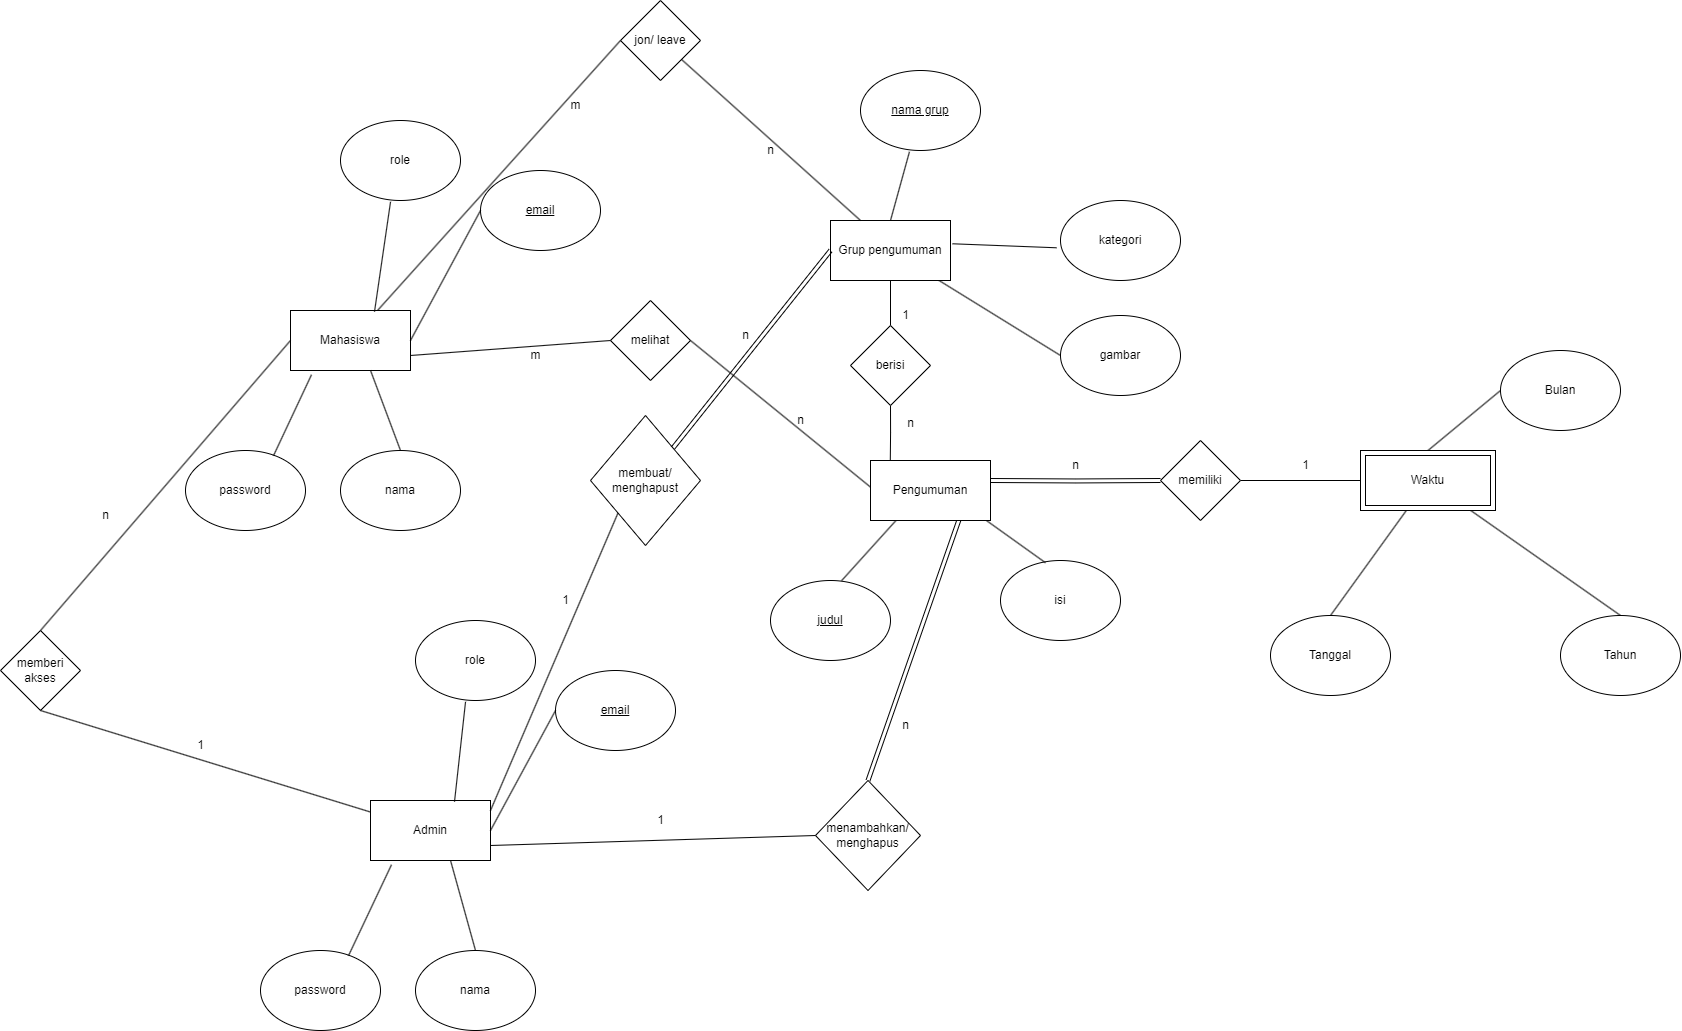 jon/ leave
m
n
nama grup
role
email
kategori
Grup pengumuman
1
gambar
Mahasiswa
m
melihat
n
berisi
n
n
Bulan
password
nama
membuat/
menghapust
Pengumuman
n
memiliki
1
Waktu
n
1
judul
isi
Tanggal
Tahun
memberi
akses
role
email
1
n
Admin
1
menambahkan/
menghapus
password
nama